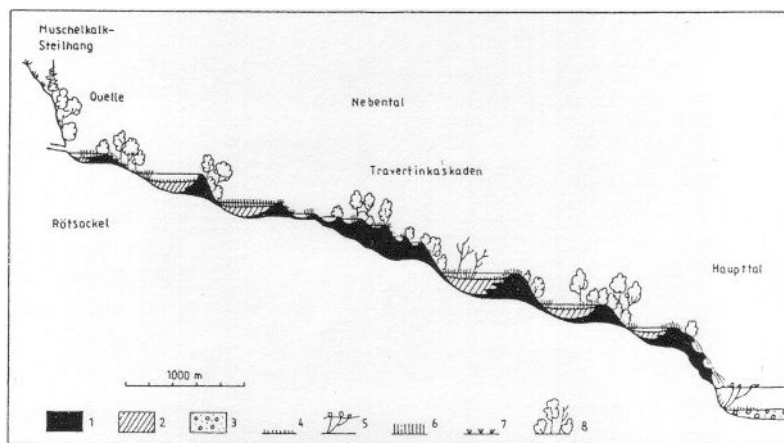 Muschelkalk-
Steilhang
Quelle
Nebental
Travertinkaskaden
Rötsockel
Haupttal
1000 m
1 2 3 4 5 6 7 8